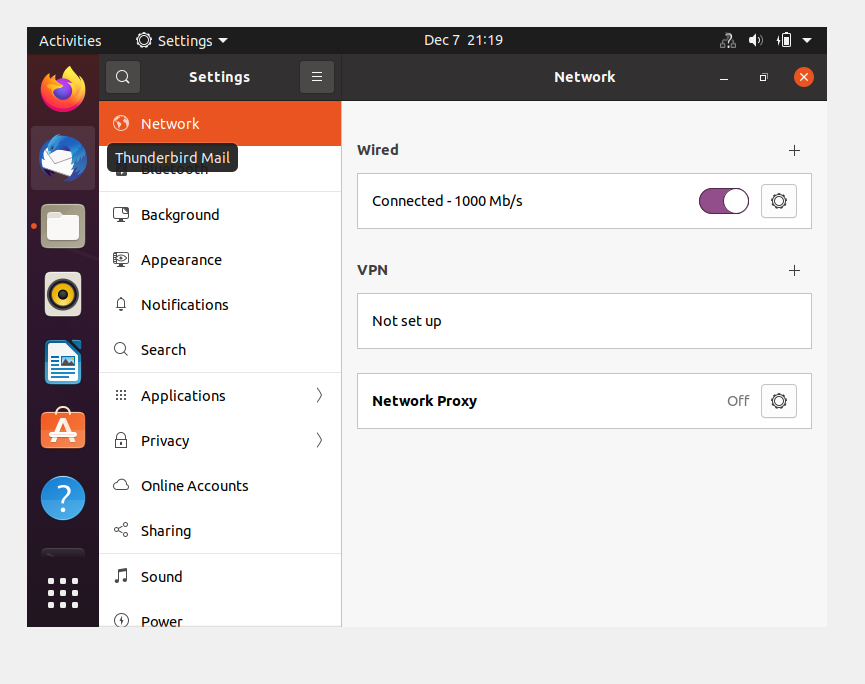 Activities Settings Dec 7 21:19
Settings
Network
Network
Thunderbird Mail
Bluetooth
Background
Appearance
Notifications
Search
Applications
Privacy
Online Accounts
Sharing
Sound
Power
Wired
Connected - 1000 Mb/s
VPN
Not set up
Network Proxy Off